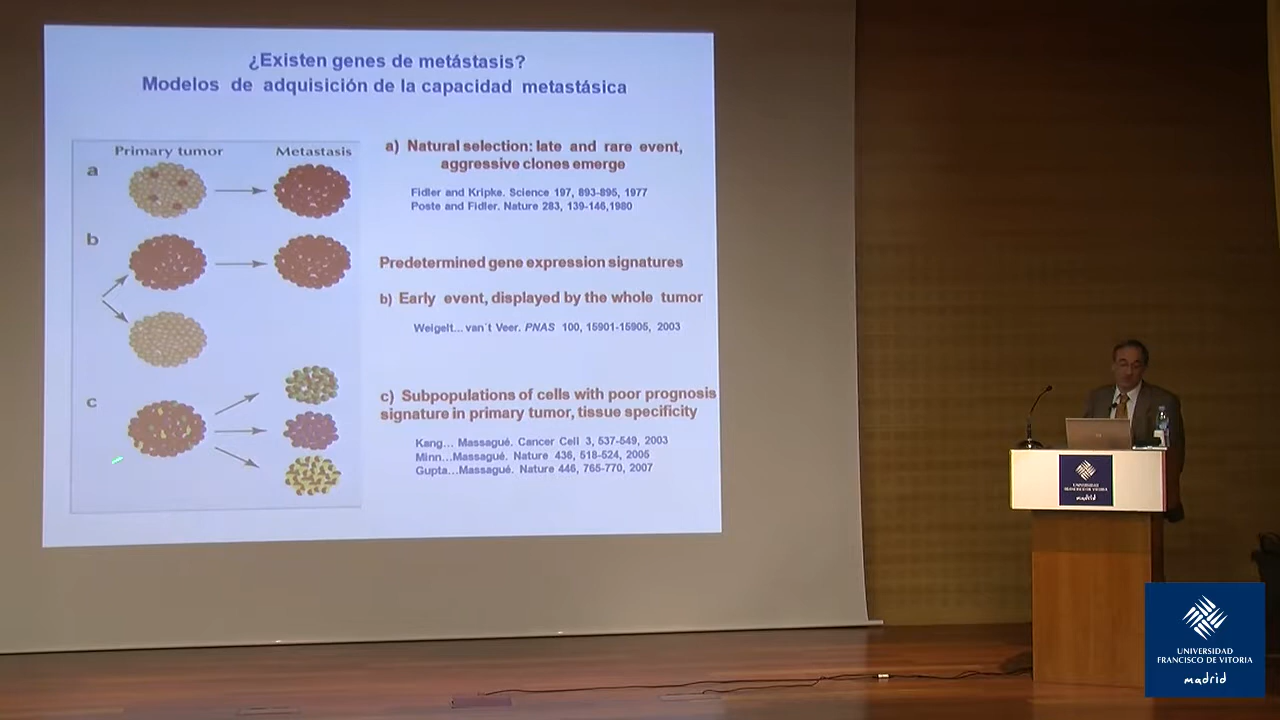 ¿Existen genes de metástasis?
Modelos de adquisición de la capacidad metastásica
Primary tumor
Metastasis
a
b
c
a) Natural selection: late and rare event,
aggressive clones emerge
Fidler and Kripke. Science 197, 893-895, 1977
Poste and Fidler. Nature 283, 139-146,1980
Predetermined gene expression signatures
b) Early event, displayed by the whole tumor
Weigelt... van´t Veer. PNAS 100, 15901-15905, 2003
c) Subpopulations of cells with poor prognosis
signature in primary tumor, tissue specificity
Kang... Massagué. Cancer Cell 3, 537-549, 2003
Minn...Massagué. Nature 436, 518-524, 2005
Gupta...Massagué. Nature 446, 765-770, 2007
UNIVERSIDAD
FRANCISCO DE VITORIA
madrid
UNIVERSIDAD
FRANCISCO DE VITORIA
madrid